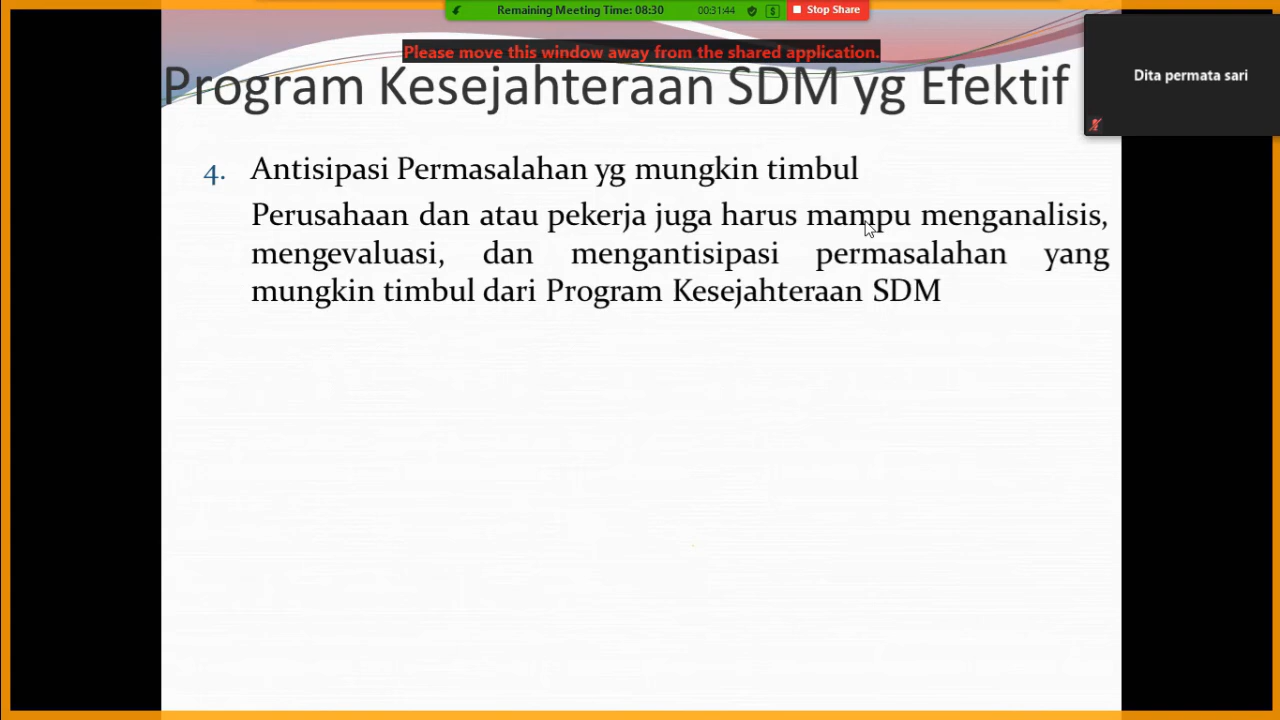 Remaining Meeting Time: 08:30 00:31:44 Stop Share
Please move this window away from the shared application.
Program Kesejahteraan SDM yg Efektif
Dita permata sari
4. Antisipasi Permasalahan yg mungkin timbul
Perusahaan dan atau pekerja juga harus mampu menganalisis,
mengevaluasi, dan mengantisipasi permasalahan yang
mungkin timbul dari Program Kesejahteraan SDM